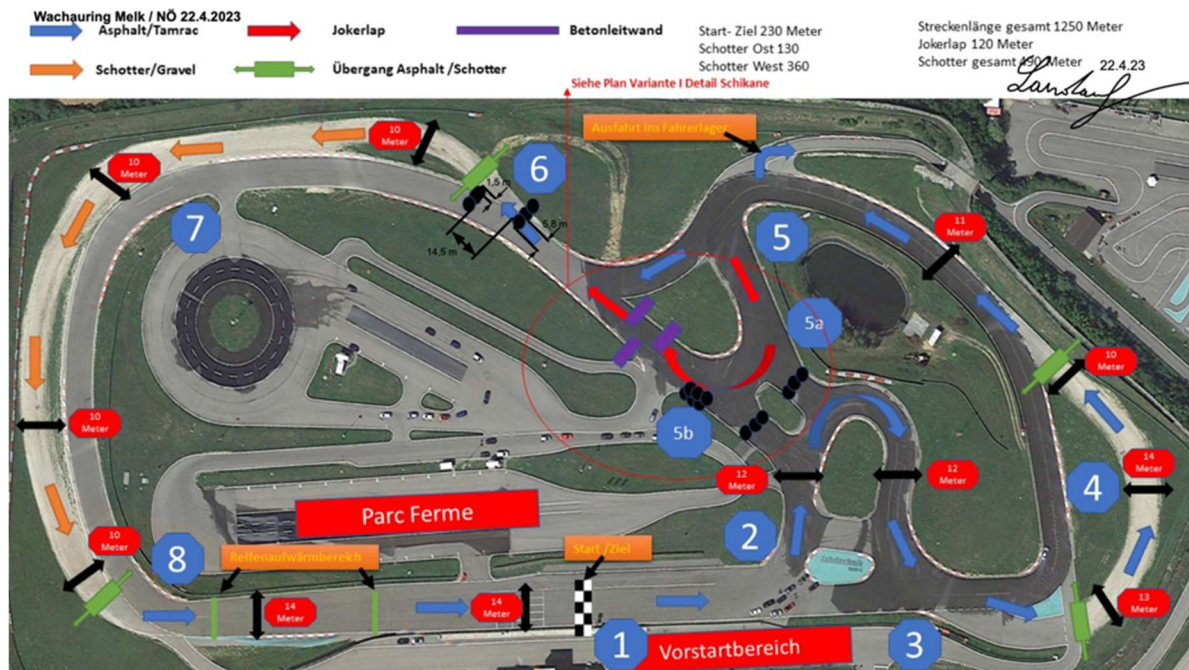 Wachauring Melk / NÖ 22.4.2023
Asphalt/Tamrac
Jokerlap
Betonleitwand
Schotter/Gravel
Übergang Asphalt /Schotter
Start- Ziel 230 Meter
Schotter Ost 130
Schotter West 360
Streckenlänge gesamt 1250 Meter
Jokerlap 120 Meter
Schotter gesamt 490 Meter
22.4.23
Siehe Plan Variante I Detail Schikane
Ausfahrt ins Fahrerlager
10
Meter
10
Meter
6
1,5 m
5,8 m
14,5 m
7
5
11
Meter
5a
10
Meter
10
Meter
5b
12
Meter
12
Meter
14
Meter
4
Parc Ferme
2
10
Meter
8
Reifenaufwärmbereich
Start /Ziel
fahrtechnik
14
Meter
14
Meter
13
Meter
1
Vorstartbereich
3